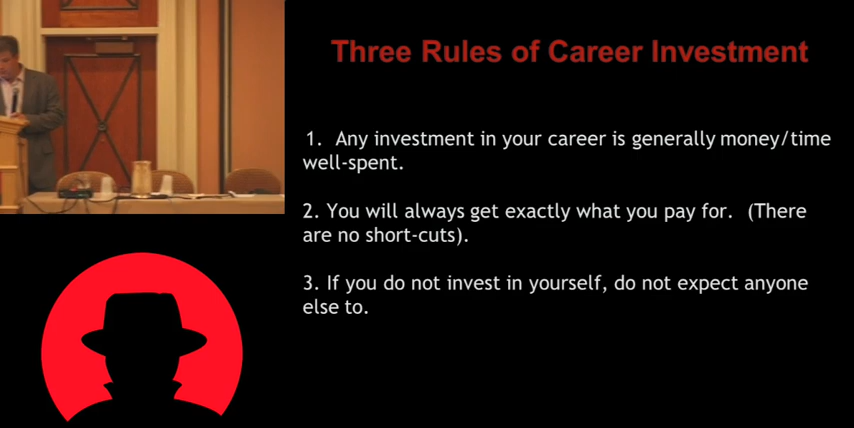 Three Rules of Career Investment
1. Any investment in your career is generally money/time
well-spent.
2. You will always get exactly what you pay for. (There
are no short-cuts).
3. If you do not invest in yourself, do not expect anyone
else to.